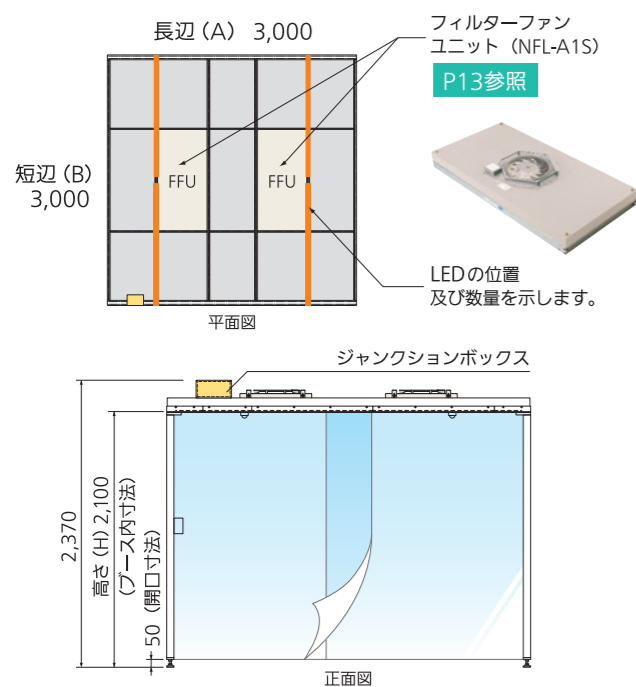 長辺（A） 3,000
フィルターファン
ユニット（NFL-A1S）
P13参照
短辺（B）
3,000
FFU
FFU
LEDの位置
及び数量を示します。
平面図
ジャンクションボックス
2,370
高さ（H）2,100
（ブース内寸法）
50（開口寸法）
正面図